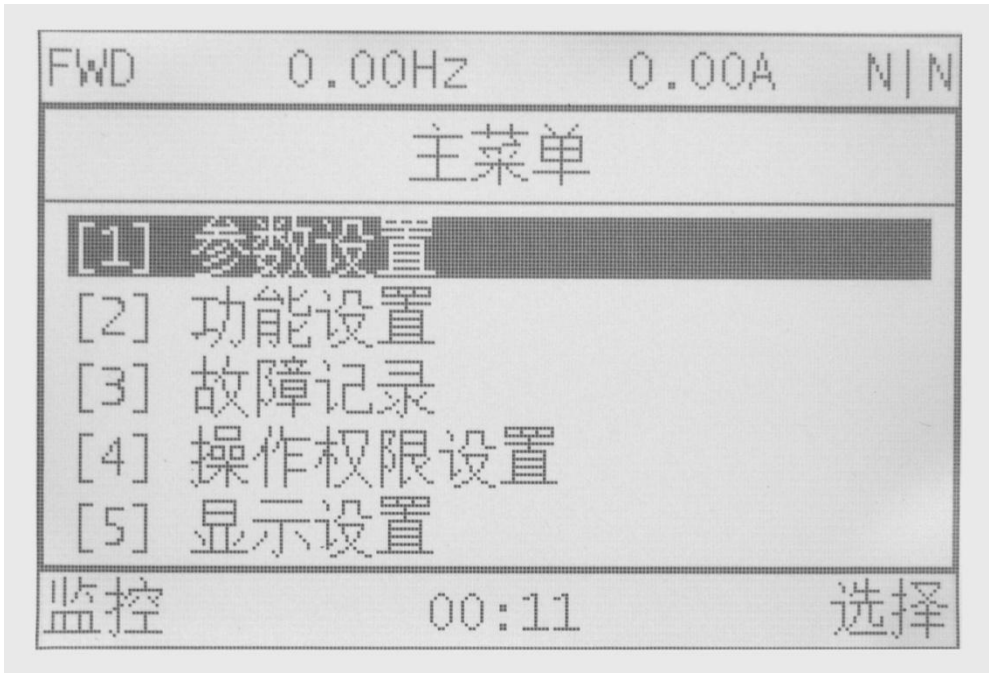 FWD 0.00Hz 0.00A N|N
主菜单
[1] 参数设置
[2] 功能设置
[3] 故障记录
[4] 操作权限设置
[5] 显示设置
监控 00:11 选择